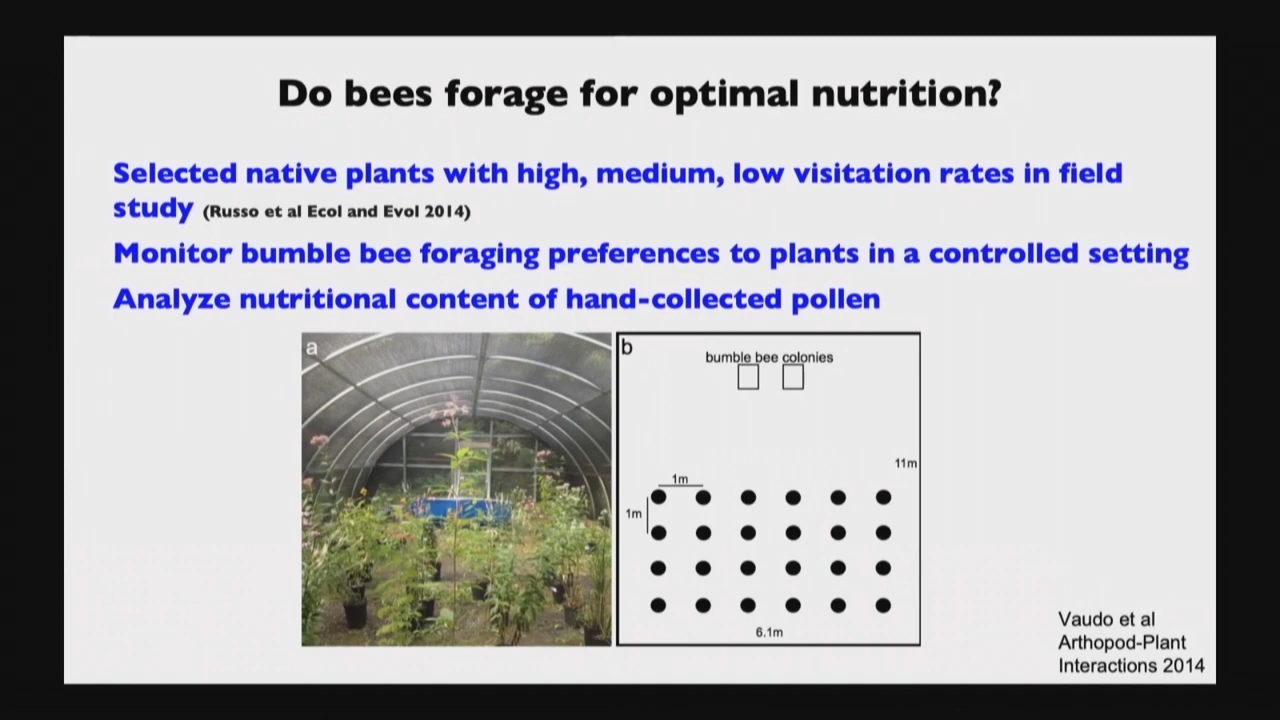 Do bees forage for optimal nutrition?
Selected native plants with high, medium, low visitation rates in field
study (Russo et al Ecol and Evol 2014)
Monitor bumble bee foraging preferences to plants in a controlled setting
Analyze nutritional content of hand-collected pollen
a
b
bumble bee colonies
11m
1m
1m
6.1m
Vaudo et al
Arthopod-Plant
Interactions 2014